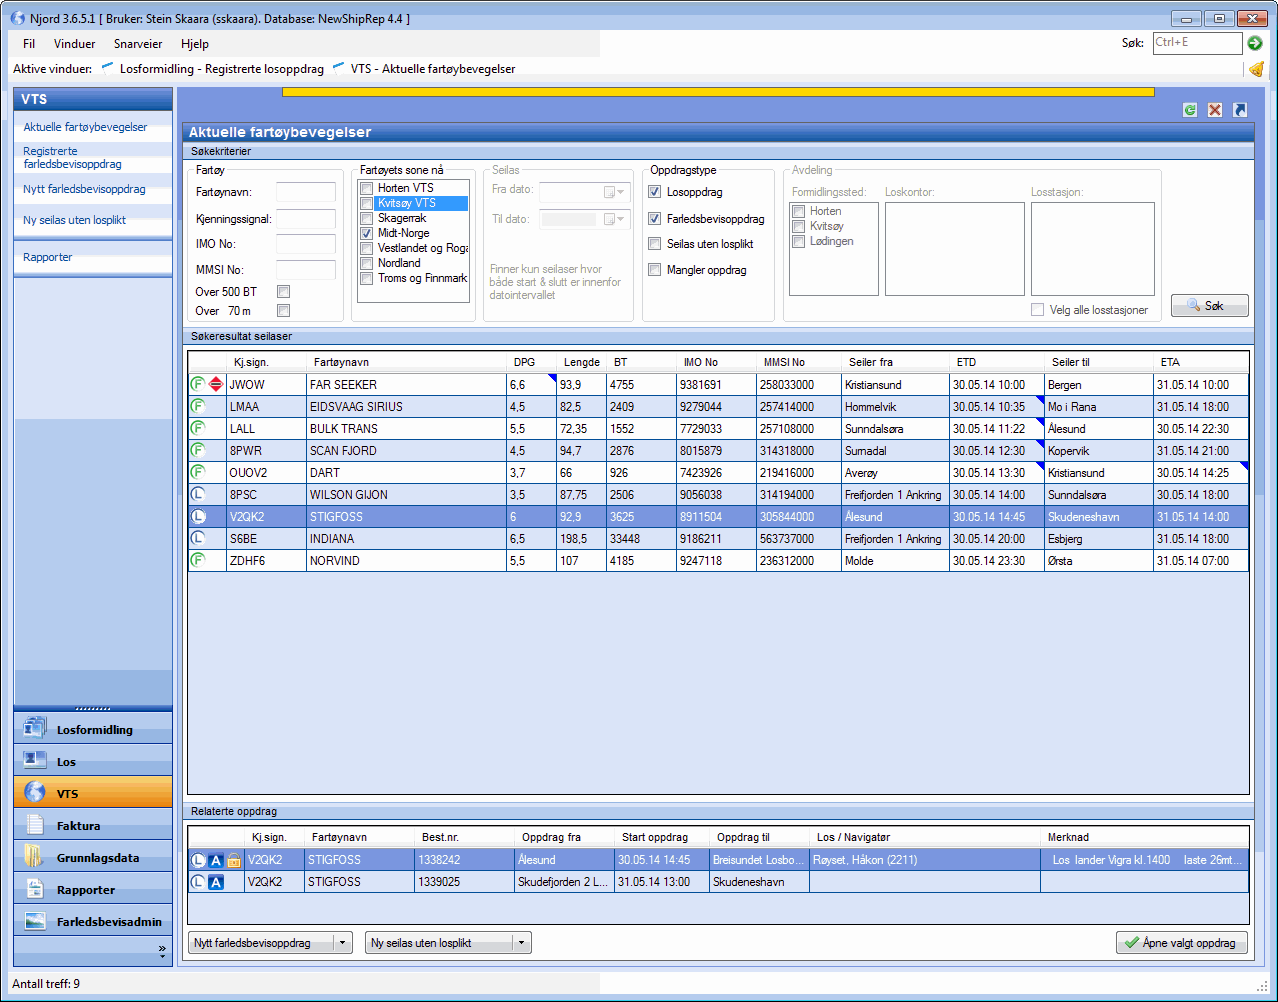 Njord 3.6.5.1 [ Bruker: Stein Skaara (sskaara). Database: NewShipRep 4.4 ]
Fil Vinduer Snarveier Hjelp Søk: Ctrl+E
Aktive vinduer: Losformidling - Registrerte losoppdrag VTS - Aktuelle fartøybevegelser
VTS
Aktuelle fartøybevegelser
Registrerte
farledsbevisoppdrag
Nytt farledsbevisoppdrag
Ny seilas uten losplikt
Rapporter
Losformidling
Los
VTS
Faktura
Grunnlagsdata
Rapporter
Farledsbevisadmin
»
Aktuelle fartøybevegelser
Søkekriterier
Fartøy
Fartøynavn:
Kjenningssignal:
IMO No:
MMSI No:
Over 500 BT
Over 70 m
Fartøyets sone nå
Horten VTS
Kvitsøy VTS
Skagerrak
Midt-Norge
Vestlandet og Roga
Nordland
Troms og Finnmark
Seilas
Fra dato:
Til dato:
Finner kun seilaser hvor
både start & slutt er innenfor
datointervallet
Oppdragstype
Losoppdrag
Farledsbevisoppdrag
Seilas uten losplikt
Mangler oppdrag
Avdeling
Formidlingssted: Loskontor: Losstasjon:
Horten
Kvitsøy
Lødingen
Velg alle losstasjoner
Søk
Søkeresultat seilaser
Kj.sign. Fartøynavn DPG Lengde BT IMO No MMSI No Seiler fra ETD Seiler til ETA
F JWOW FAR SEEKER 6,6 93,9 4755 9381691 258033000 Kristiansund 30.05.14 10:00 Bergen 31.05.14 10:00
F LMAA EIDSVAAG SIRIUS 4,5 82,5 2409 9279044 257414000 Hommelvik 30.05.14 10:35 Mo i Rana 31.05.14 18:00
F LALL BULK TRANS 5,5 72,35 1552 7729033 257108000 Sunndalsøra 30.05.14 11:22 Ålesund 30.05.14 22:30
F 8PWR SCAN FJORD 4,5 94,7 2876 8015879 314318000 Surnadal 30.05.14 12:30 Kopervik 31.05.14 21:00
F OUOV2 DART 3,7 66 926 7423926 219416000 Averøy 30.05.14 13:30 Kristiansund 30.05.14 14:25
L 8PSC WILSON GIJON 3,5 87,75 2506 9056038 314194000 Freifjorden 1 Ankring 30.05.14 14:00 Sunndalsøra 30.05.14 18:00
L V2QK2 STIGFOSS 6 92,9 3625 8911504 305844000 Ålesund 30.05.14 14:45 Skudeneshavn 31.05.14 14:00
L S6BE INDIANA 6,5 198,5 33448 9186211 563737000 Freifjorden 1 Ankring 30.05.14 20:00 Esbjerg 31.05.14 18:00
F ZDHF6 NORVIND 5,5 107 4185 9247118 236312000 Molde 30.05.14 23:30 Ørsta 31.05.14 07:00
Relaterte oppdrag
Kj.sign. Fartøynavn Best.nr. Oppdrag fra Start oppdrag Oppdrag til Los / Navigatør Merknad
L A V2QK2 STIGFOSS 1338242 Ålesund 30.05.14 14:45 Breisundet Losbo... Røyset, Håkon (2211) Los lander Vigra kl.1400 laste 26mt...
L A V2QK2 STIGFOSS 1339025 Skudefjorden 2 L... 31.05.14 13:00 Skudeneshavn
Nytt farledsbevisoppdrag Ny seilas uten losplikt Åpne valgt oppdrag
Antall treff: 9